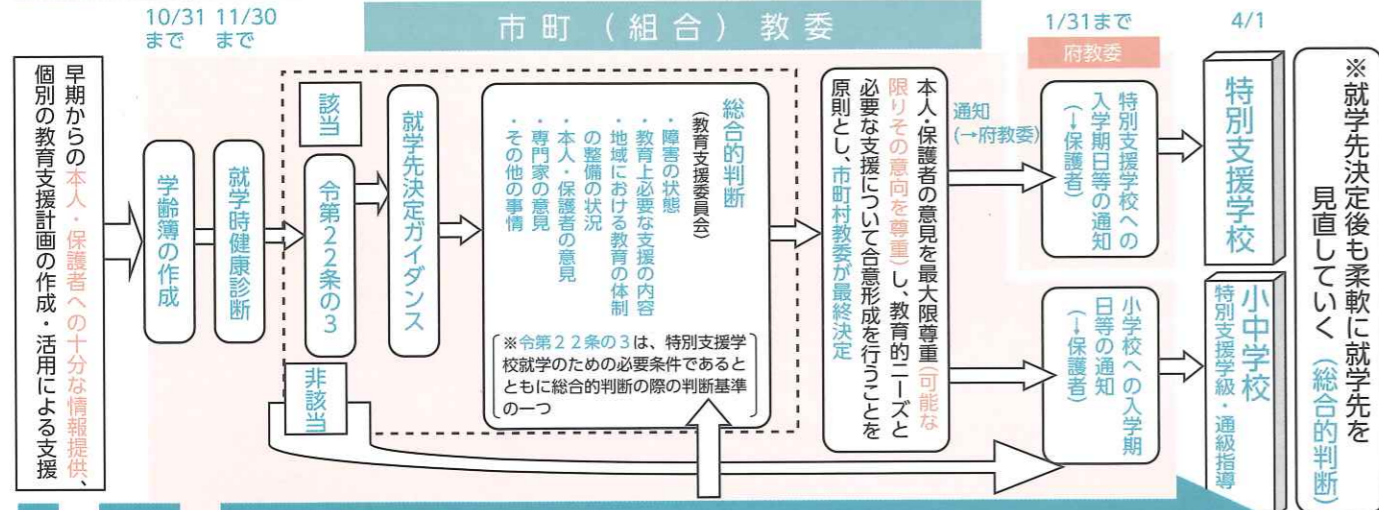 10/31
まで
11/30
まで
市町（組合）教委
1/31まで
府教委
4/1
早期からの本人・保護者への十分な情報提供、
個別の教育支援計画の作成・活用による支援
学齢簿の作成
就学時健康診断
該当
令第２２条の３
非該当
就学先決定ガイダンス
総合的判断
（教育支援委員会）
・障害の状態
・教育上必要な支援の内容
・地域における教育の体制
の整備の状況
・本人・保護者の意見
・専門家の意見
・その他の事情
※令第２２条の３は、特別支援学
校就学のための必要条件であると
ともに総合的判断の際の判断基準
の一つ
本人・保護者の意見を最大限尊重（可能な
限りその意向を尊重）し、教育的ニーズと
必要な支援について合意形成を行うことを
原則とし、市町村教委が最終決定
通知
(→府教委)
特別支援学校への
入学期日等の通知
（→保護者）
小学校への入学期
日等の通知
（→保護者）
特別支援学校
小中学校
特別支援学級・通級指導
※就学先決定後も柔軟に就学先を
見直していく（総合的判断）